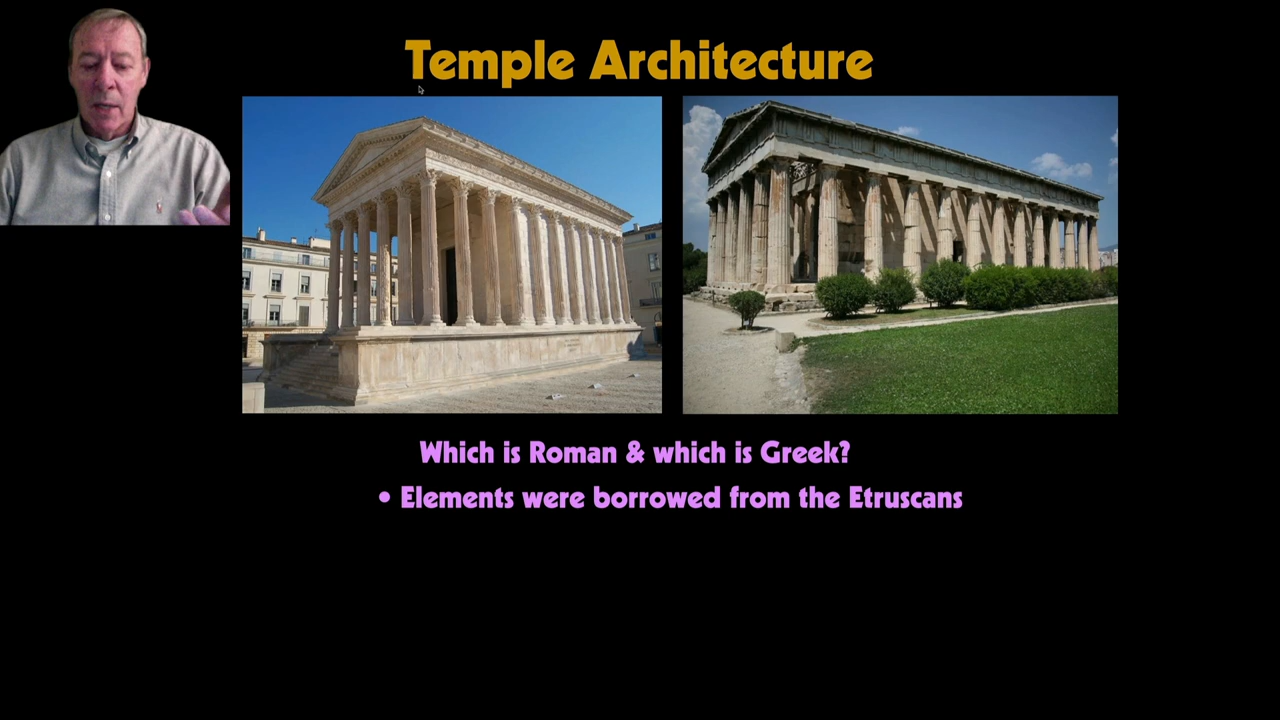 Temple Architecture
Which is Roman & which is Greek?
• Elements were borrowed from the Etruscans